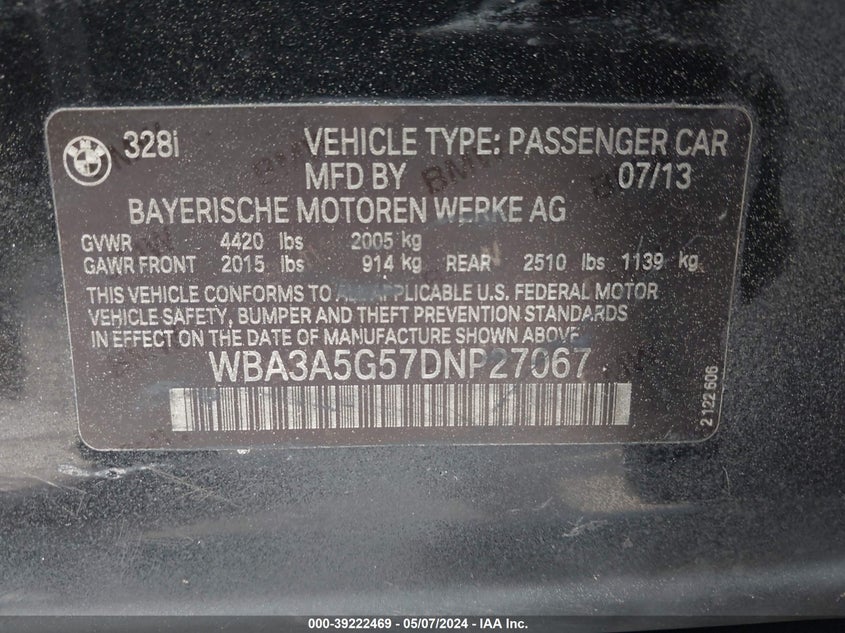 328i VEHICLE TYPE: PASSENGER CAR
MFD BY 07/13
BAYERISCHE MOTOREN WERKE AG
GVWR 4420 lbs 2005 kg
GAWR FRONT 2015 lbs 914 kg REAR 2510 lbs 1139 kg
THIS VEHICLE CONFORMS TO ALL APPLICABLE U.S. FEDERAL MOTOR
VEHICLE SAFETY, BUMPER AND THEFT PREVENTION STANDARDS
IN EFFECT ON THE DATE OF MANUFACTURE SHOWN ABOVE
WBA3A5G57DNP27067
2 122 606
000-39222469 - 05/07/2024 - IAA Inc.